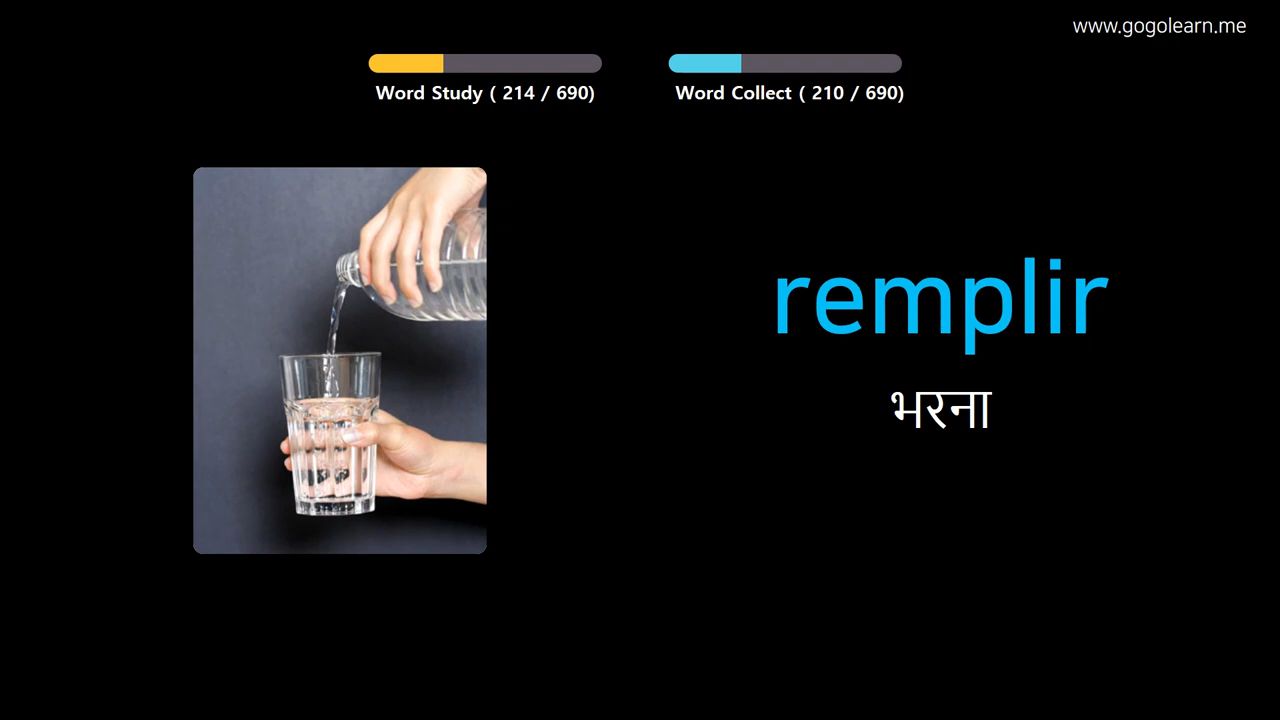 www.gogolearn.me
Word Study ( 214 / 690)
Word Collect ( 210 / 690)
remplir
भरना